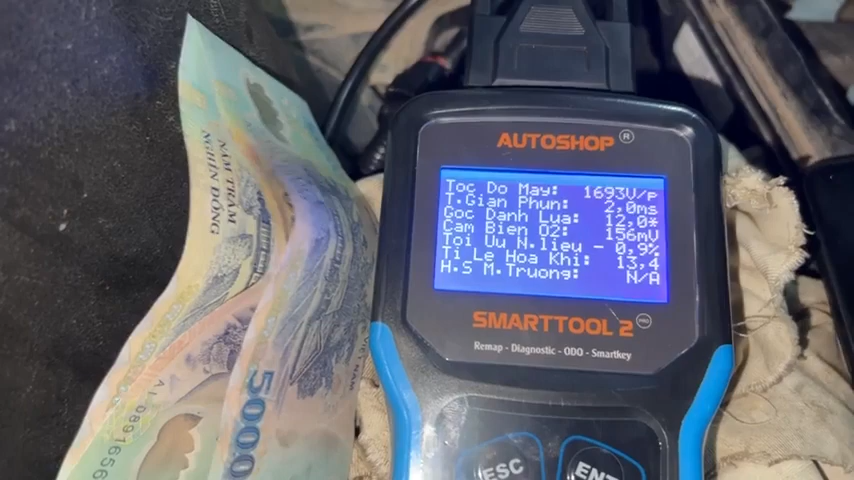 NĂM TRĂM
NGHÌN ĐỒNG
AUTOSHOP ®
Toc Do May: 1693V/p
T.Gian Phun: 2,0ms
Goc Danh Lua: 12,0*
Cam Bien O2: 156mV
Toi Uu N.lieu - 0,9%
Ti Le Hoa Khi: 13,4
H.S M.Truong: N/A
SMARTTOOL 2 PRO
Remap - Diagnostic - ODO - Smartkey
ESC
ENT